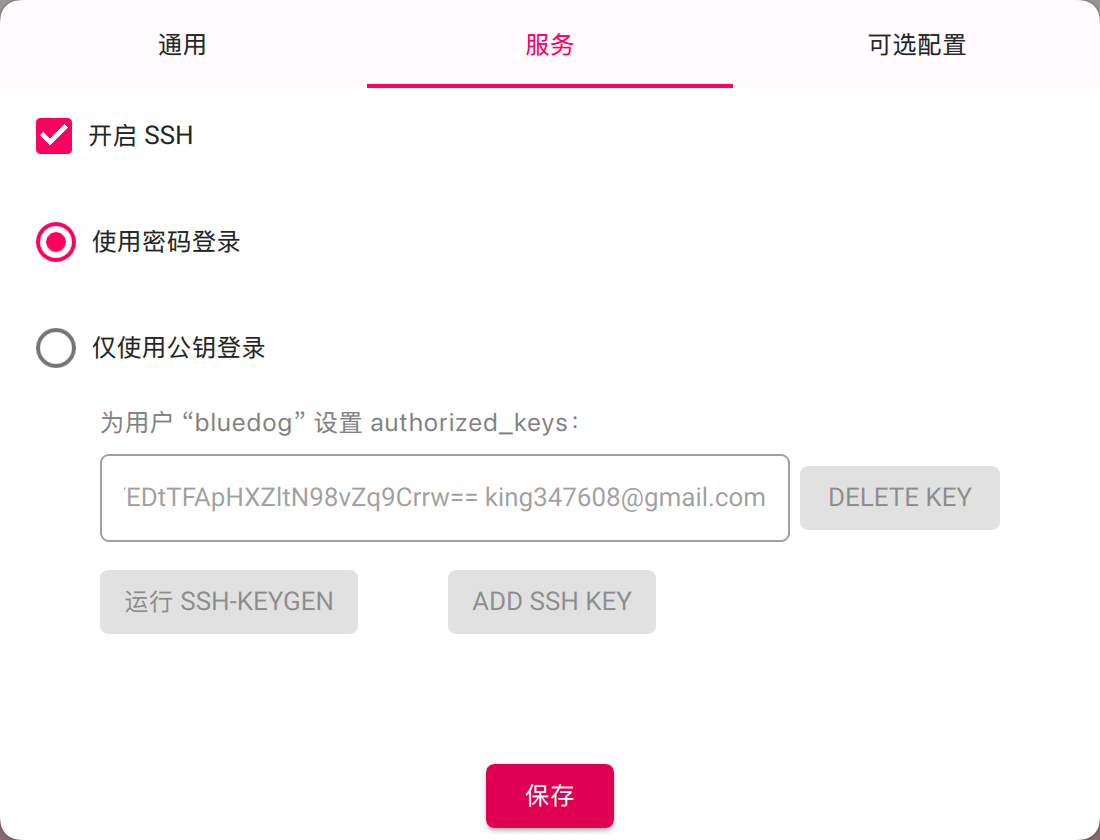 通用
服务
可选配置
开启 SSH
使用密码登录
仅使用公钥登录
为用户 “bluedog” 设置 authorized_keys：
EDtTFApHXZltN98vZq9Crrw== king347608@gmail.com
DELETE KEY
运行 SSH-KEYGEN
ADD SSH KEY
保存